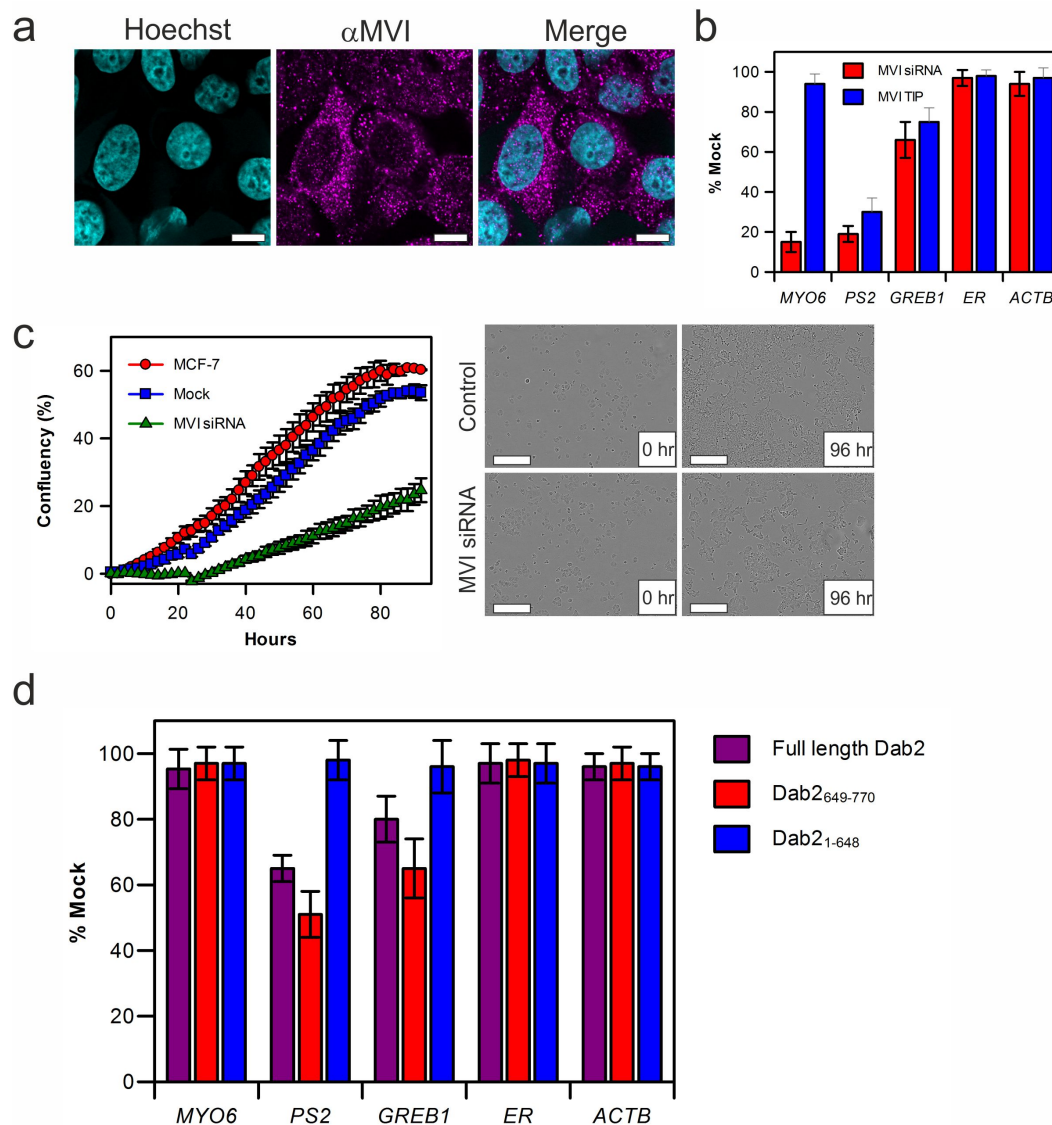 a
Hoechst
αMVI
Merge
b
% Mock
100
80
60
40
20
0
MVI siRNA
MVI TIP
MYO6 PS2 GREB1 ER ACTB
c
Confluency (%)
60
40
20
0
MCF-7
Mock
MVI siRNA
0 20 40 60 80
Hours
Control
0 hr
96 hr
MVI siRNA
0 hr
96 hr
d
% Mock
100
80
60
40
20
0
MYO6 PS2 GREB1 ER ACTB
Full length Dab2
Dab2649-770
Dab21-648